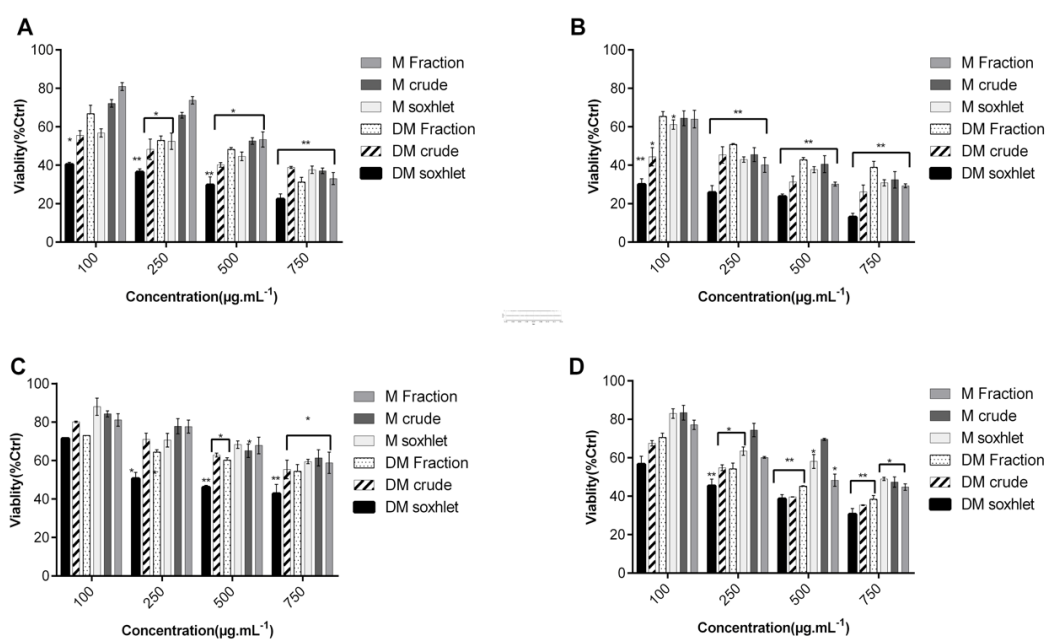 A
100
80
60
40
20
0
Viablity(%Ctrl)
*
**
*
**
*
**
100
250
500
750
Concentration(µg.mL-1)
M Fraction
M crude
M soxhlet
DM Fraction
DM crude
DM soxhlet
B
100
80
60
40
20
0
Viablity(%Ctrl)
**
*
*
**
**
**
100
250
500
750
Concentration(µg.mL-1)
M Fraction
M crude
M soxhlet
DM Fraction
DM crude
DM soxhlet
C
100
80
60
40
20
0
Viablity(%Ctrl)
*
*
**
*
*
**
*
100
250
500
750
Concentration(µg.mL-1)
M Fraction
M crude
M soxhlet
DM Fraction
DM crude
DM soxhlet
D
100
80
60
40
20
0
Viablity(%Ctrl)
**
*
**
*
*
**
*
100
250
500
750
Concentration(µg.mL-1)
M Fraction
M crude
M soxhlet
DM Fraction
DM crude
DM soxhlet